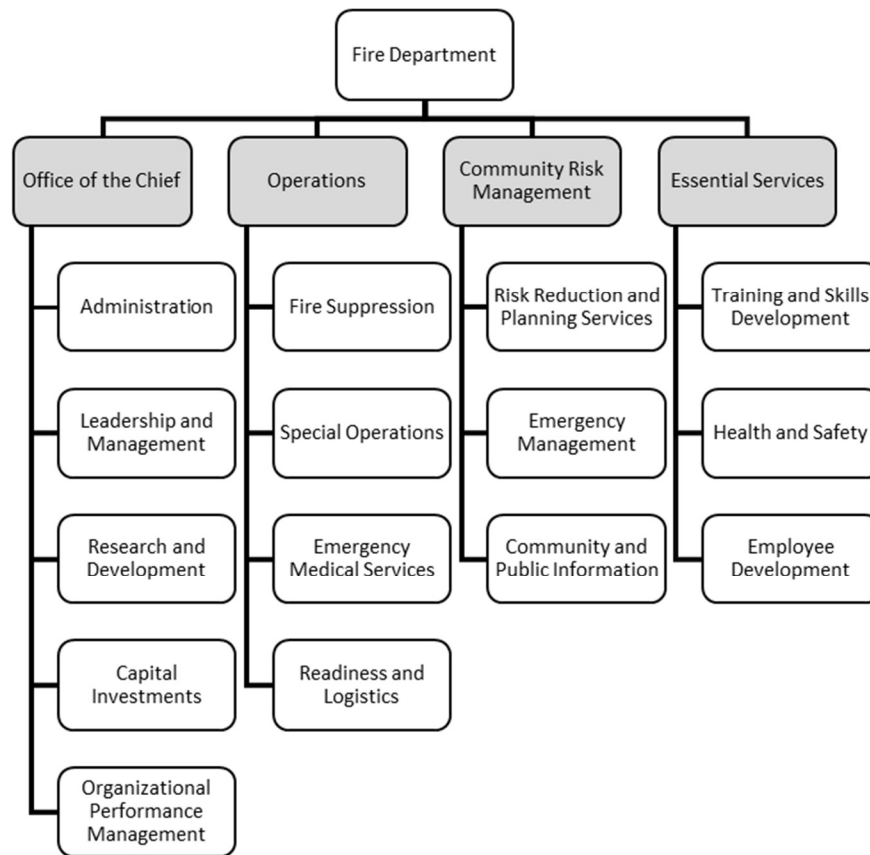 Fire Department
Office of the Chief
Operations
Community Risk
Management
Essential Services
Administration
Leadership and
Management
Research and
Development
Capital
Investments
Organizational
Performance
Management
Fire Suppression
Special Operations
Emergency
Medical Services
Readiness and
Logistics
Risk Reduction and
Planning Services
Emergency
Management
Community and
Public Information
Training and Skills
Development
Health and Safety
Employee
Development